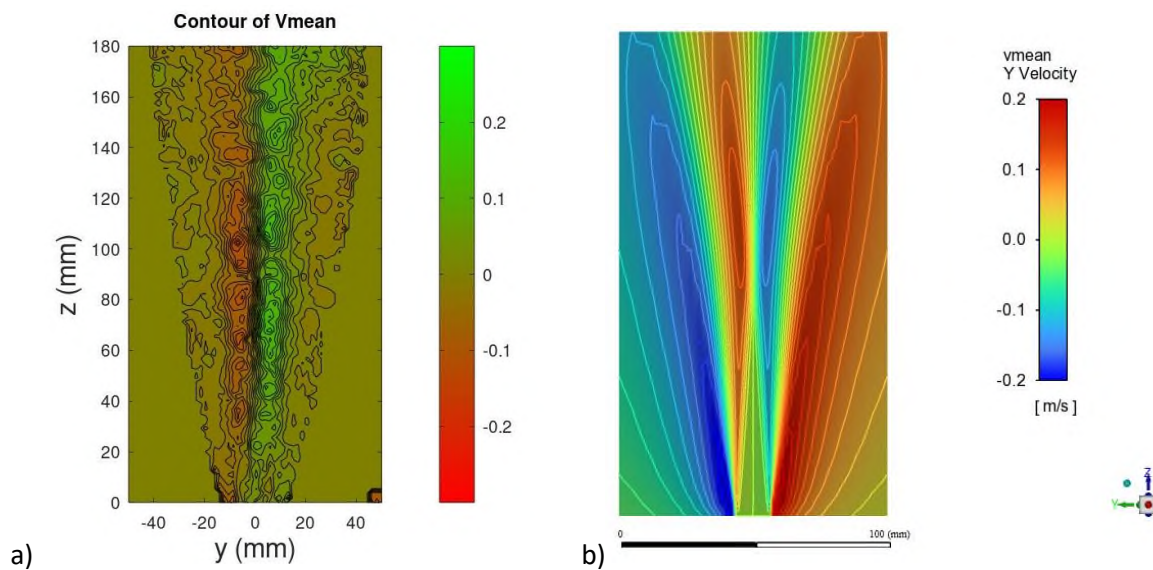 Contour of Vmean
180
160
140
120
100
80
60
40
20
0
z (mm)
-40
-20
0
20
40
y (mm)
0.2
0.1
0
-0.1
-0.2
a)
vmean
Y Velocity
0.2
0.1
0.0
-0.1
-0.2
[ m/s ]
0
100 (mm)
Z
Y
b)